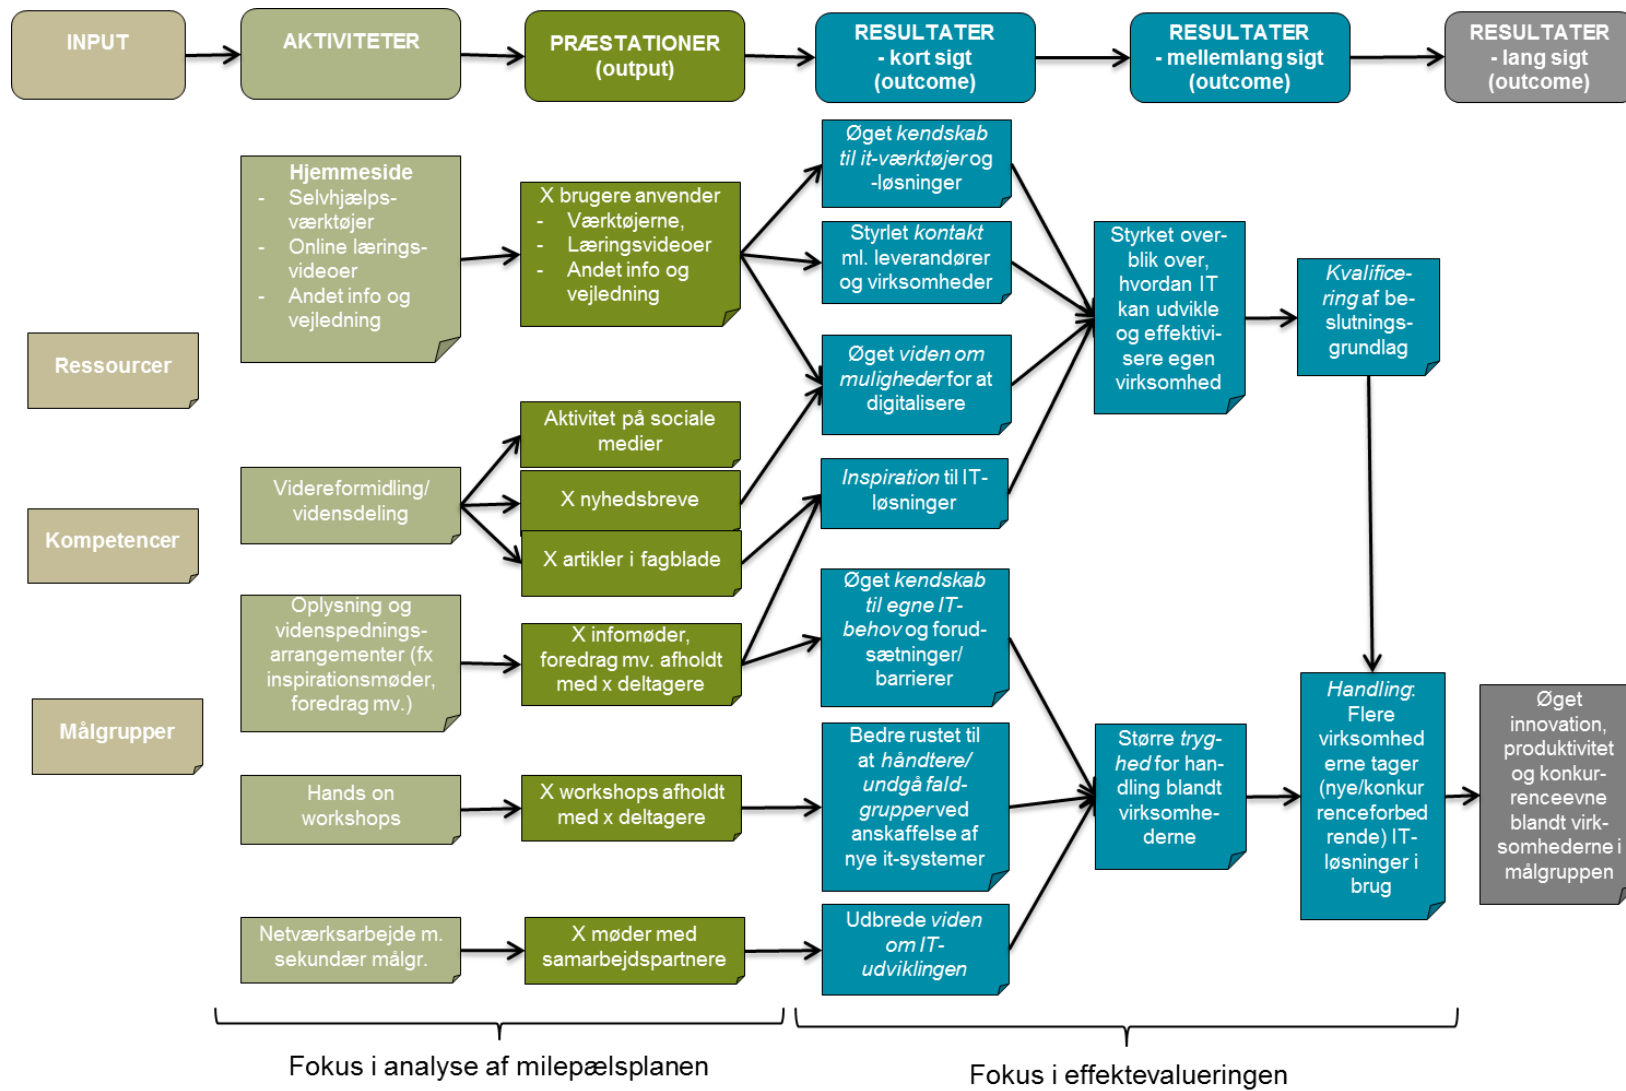 INPUT
AKTIVITETER
PRÆSTATIONER
(output)
RESULTATER
- kort sigt
(outcome)
RESULTATER
- mellemlang sigt
(outcome)
RESULTATER
- lang sigt
(outcome)
Ressourcer
Kompetencer
Målgrupper
Hjemmeside
- Selvhjælps-
værktøjer
- Online lærings-
videoer
- Andet info og
vejledning
Videreformidling/
vidensdeling
Oplysning og
videnspednings-
arrangementer (fx
inspirationsmøder,
foredrag mv.)
Hands on
workshops
Netværksarbejde m.
sekundær målgr.
X brugere anvender
- Værktøjerne,
- Læringsvideoer
- Andet info og
vejledning
Aktivitet på sociale
medier
X nyhedsbreve
X artikler i fagblade
X infomøder,
foredrag mv. afholdt
med x deltagere
X workshops afholdt
med x deltagere
X møder med
samarbejdspartnere
Øget kendskab
til it-værktøjer og
-løsninger
Styrlet kontakt
ml. leverandører
og virksomheder
Øget viden om
muligheder for at
digitalisere
Inspiration til IT-
løsninger
Øget kendskab
til egne IT-
behov og forud-
sætninger/
barrierer
Bedre rustet til
at håndtere/
undgå fald-
grupper ved
anskaffelse af
nye it-systemer
Udbrede viden
om IT-
udviklingen
Styrket over-
blik over,
hvordan IT
kan udvikle
og effektivi-
sere egen
virksomhed
Større tryg-
hed for han-
dling blandt
virksomhe-
derne
Kvalifice-
ring af be-
slutnings-
grundlag
Handling:
Flere
virksomhed
erne tager
(nye/konkur
renceforbed
rende) IT-
løsninger i
brug
Øget
innovation,
produktivitet
og konkur-
renceevne
blandt virk-
somhederne i
målgruppen
Fokus i analyse af milepælsplanen
Fokus i effektevalueringen